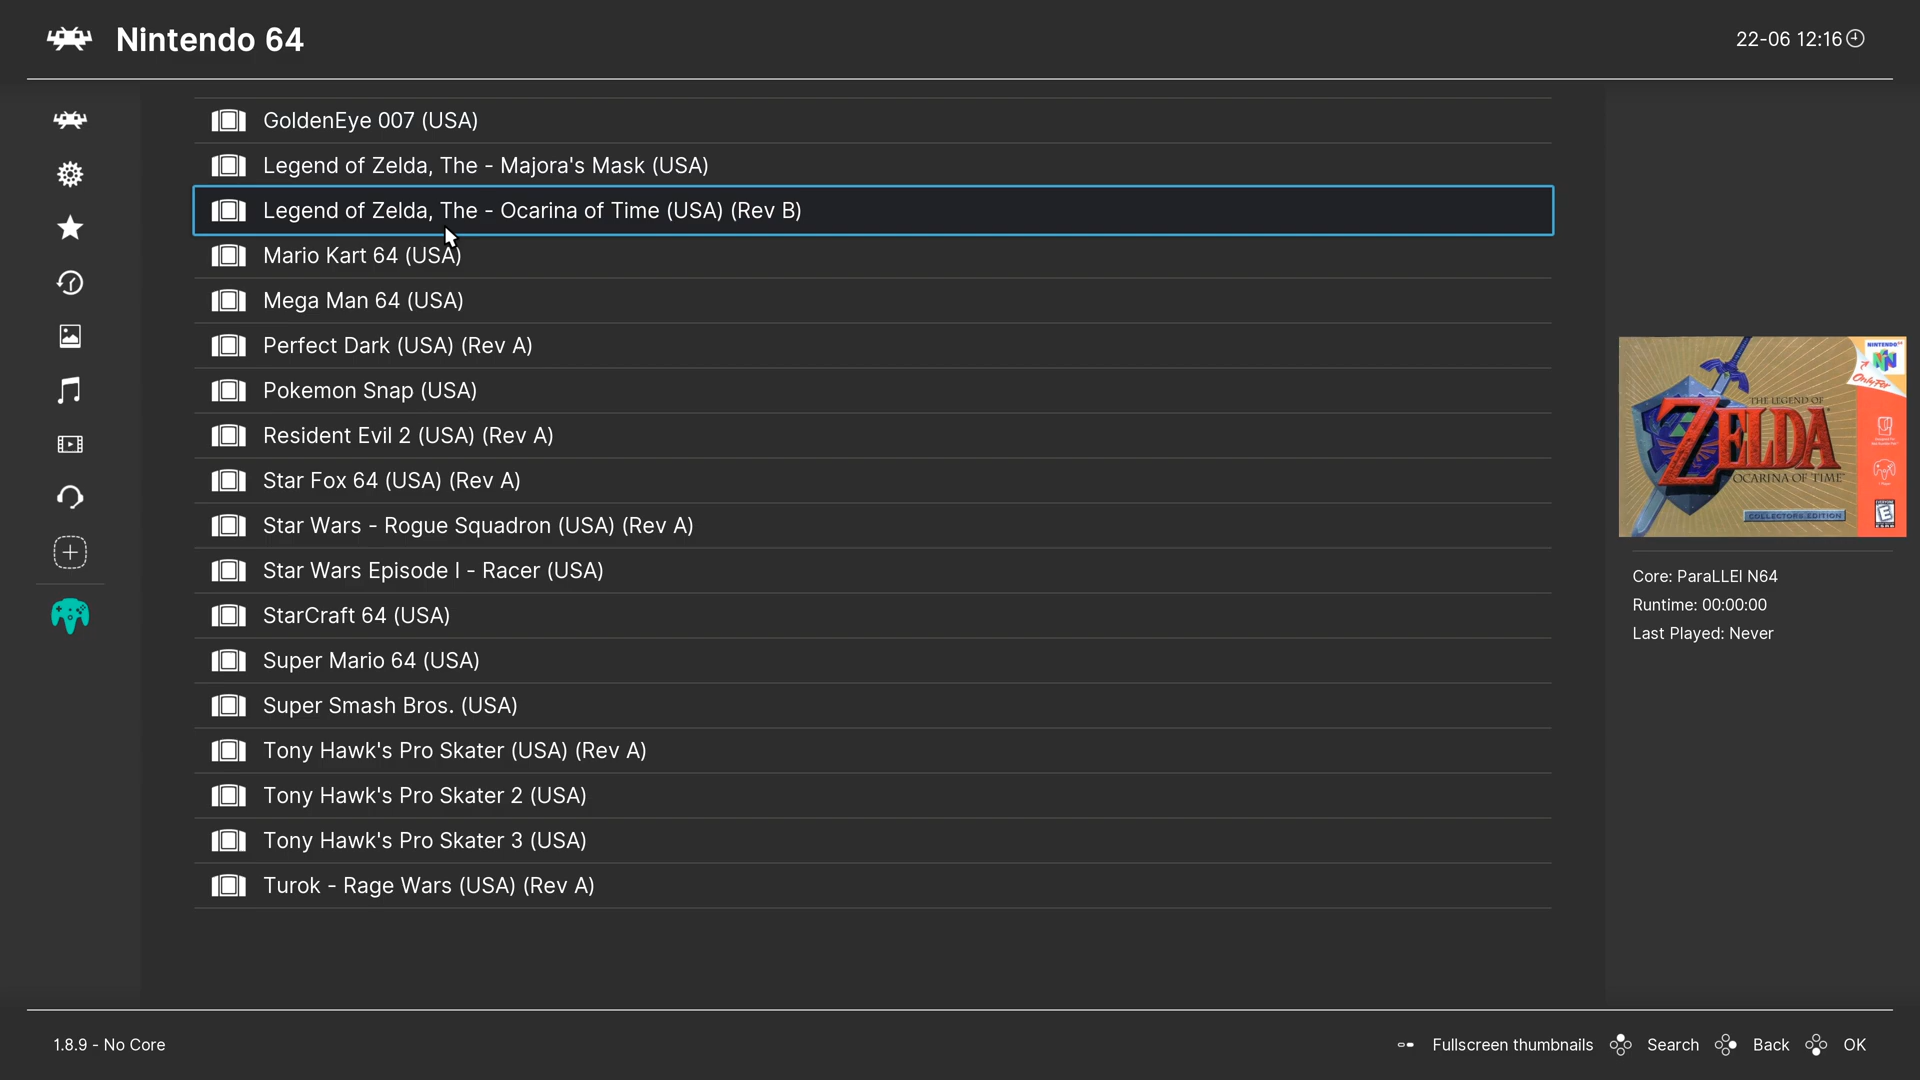 Nintendo 64
22-06 12:16
GoldenEye 007 (USA)
Legend of Zelda, The - Majora's Mask (USA)
Legend of Zelda, The - Ocarina of Time (USA) (Rev B)
Mario Kart 64 (USA)
Mega Man 64 (USA)
Perfect Dark (USA) (Rev A)
Pokemon Snap (USA)
Resident Evil 2 (USA) (Rev A)
Star Fox 64 (USA) (Rev A)
Star Wars - Rogue Squadron (USA) (Rev A)
Star Wars Episode I - Racer (USA)
StarCraft 64 (USA)
Super Mario 64 (USA)
Super Smash Bros. (USA)
Tony Hawk's Pro Skater (USA) (Rev A)
Tony Hawk's Pro Skater 2 (USA)
Tony Hawk's Pro Skater 3 (USA)
Turok - Rage Wars (USA) (Rev A)
NINTENDO64
Only For
THE LEGEND OF
ZELDA
OCARINA OF TIME
COLLECTOR'S EDITION
E
Core: ParaLLEl N64
Runtime: 00:00:00
Last Played: Never
1.8.9 - No Core
Fullscreen thumbnails
Search
Back
OK